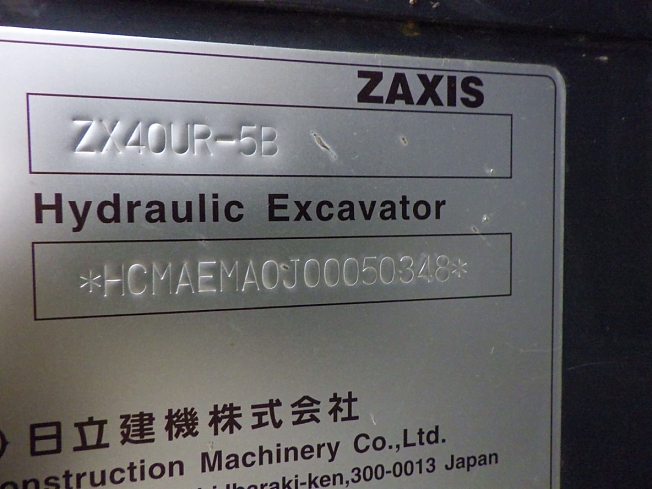 ZAXIS
ZX40UR-5B
Hydraulic Excavator
*HCMAEMA0J00050348*
日立建機株式会社
onstruction Machinery Co.,Ltd.
Ibaraki-ken,300-0013 Japan